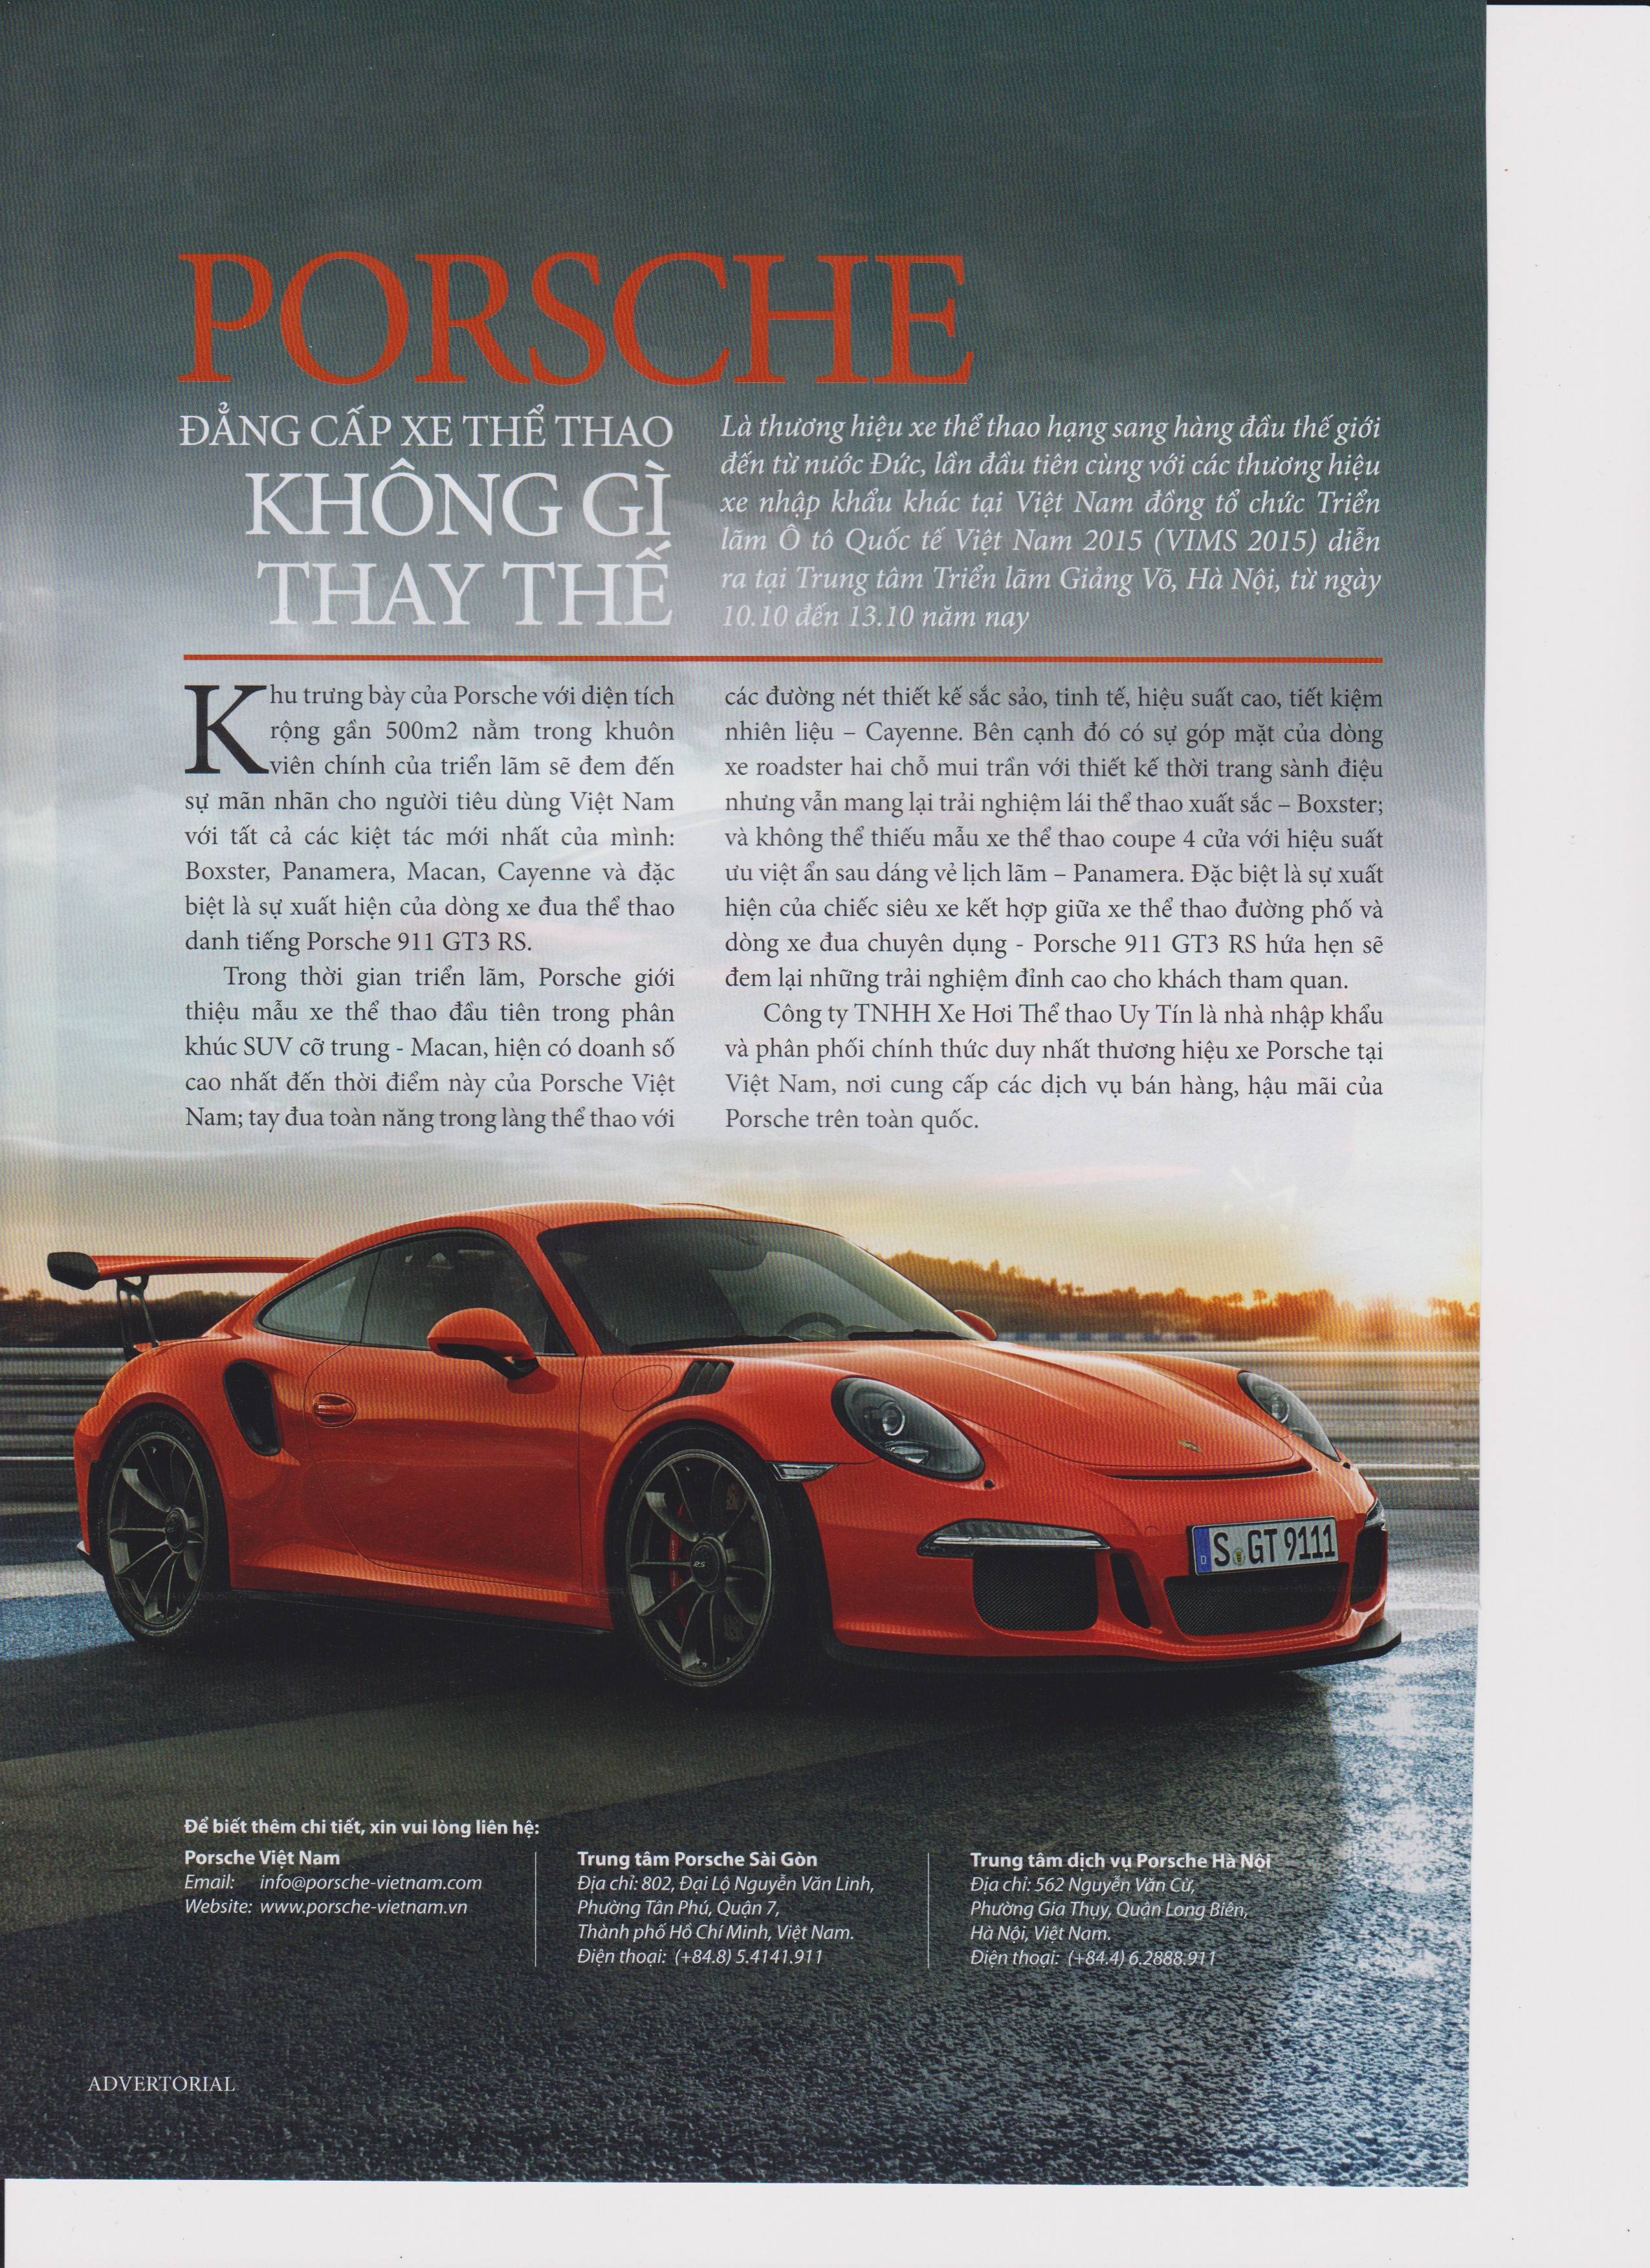 PORSCHE
ĐẲNG CẤP XE THỂ THAO
KHÔNG GÌ
THAY THẾ
Là thương hiệu xe thể thao hạng sang hàng đầu thế giới
đến từ nước Đức, lần đầu tiên cùng với các thương hiệu
xe nhập khẩu khác tại Việt Nam đồng tổ chức Triển
lãm Ô tô Quốc tế Việt Nam 2015 (VIMS 2015) diễn
ra tại Trung tâm Triển lãm Giảng Võ, Hà Nội, từ ngày
10.10 đến 13.10 năm nay
Khu trưng bày của Porsche với diện tích
rộng gần 500m2 nằm trong khuôn
viên chính của triển lãm sẽ đem đến
sự mãn nhãn cho người tiêu dùng Việt Nam
với tất cả các kiệt tác mới nhất của mình:
Boxster, Panamera, Macan, Cayenne và đặc
biệt là sự xuất hiện của dòng xe đua thể thao
danh tiếng Porsche 911 GT3 RS.
Trong thời gian triển lãm, Porsche giới
thiệu mẫu xe thể thao đầu tiên trong phân
khúc SUV cỡ trung - Macan, hiện có doanh số
cao nhất đến thời điểm này của Porsche Việt
Nam; tay đua toàn năng trong làng thể thao với
các đường nét thiết kế sắc sảo, tinh tế, hiệu suất cao, tiết kiệm
nhiên liệu – Cayenne. Bên cạnh đó có sự góp mặt của dòng
xe roadster hai chỗ mui trần với thiết kế thời trang sành điệu
nhưng vẫn mang lại trải nghiệm lái thể thao xuất sắc – Boxster;
và không thể thiếu mẫu xe thể thao coupe 4 cửa với hiệu suất
ưu việt ẩn sau dáng vẻ lịch lãm – Panamera. Đặc biệt là sự xuất
hiện của chiếc siêu xe kết hợp giữa xe thể thao đường phố và
dòng xe đua chuyên dụng - Porsche 911 GT3 RS hứa hẹn sẽ
đem lại những trải nghiệm đỉnh cao cho khách tham quan.
Công ty TNHH Xe Hơi Thể thao Uy Tín là nhà nhập khẩu
và phân phối chính thức duy nhất thương hiệu xe Porsche tại
Việt Nam, nơi cung cấp các dịch vụ bán hàng, hậu mãi của
Porsche trên toàn quốc.
RS
D S GT 9111
Để biết thêm chi tiết, xin vui lòng liên hệ:
Porsche Việt Nam
Email: info@porsche-vietnam.com
Website: www.porsche-vietnam.vn
Trung tâm Porsche Sài Gòn
Địa chỉ: 802, Đại Lộ Nguyễn Văn Linh,
Phường Tân Phú, Quận 7,
Thành phố Hồ Chí Minh, Việt Nam.
Điện thoại: (+84.8) 5.4141.911
Trung tâm dịch vụ Porsche Hà Nội
Địa chỉ: 562 Nguyễn Văn Cừ,
Phường Gia Thụy, Quận Long Biên,
Hà Nội, Việt Nam.
Điện thoại: (+84.4) 6.2888.911
ADVERTORIAL